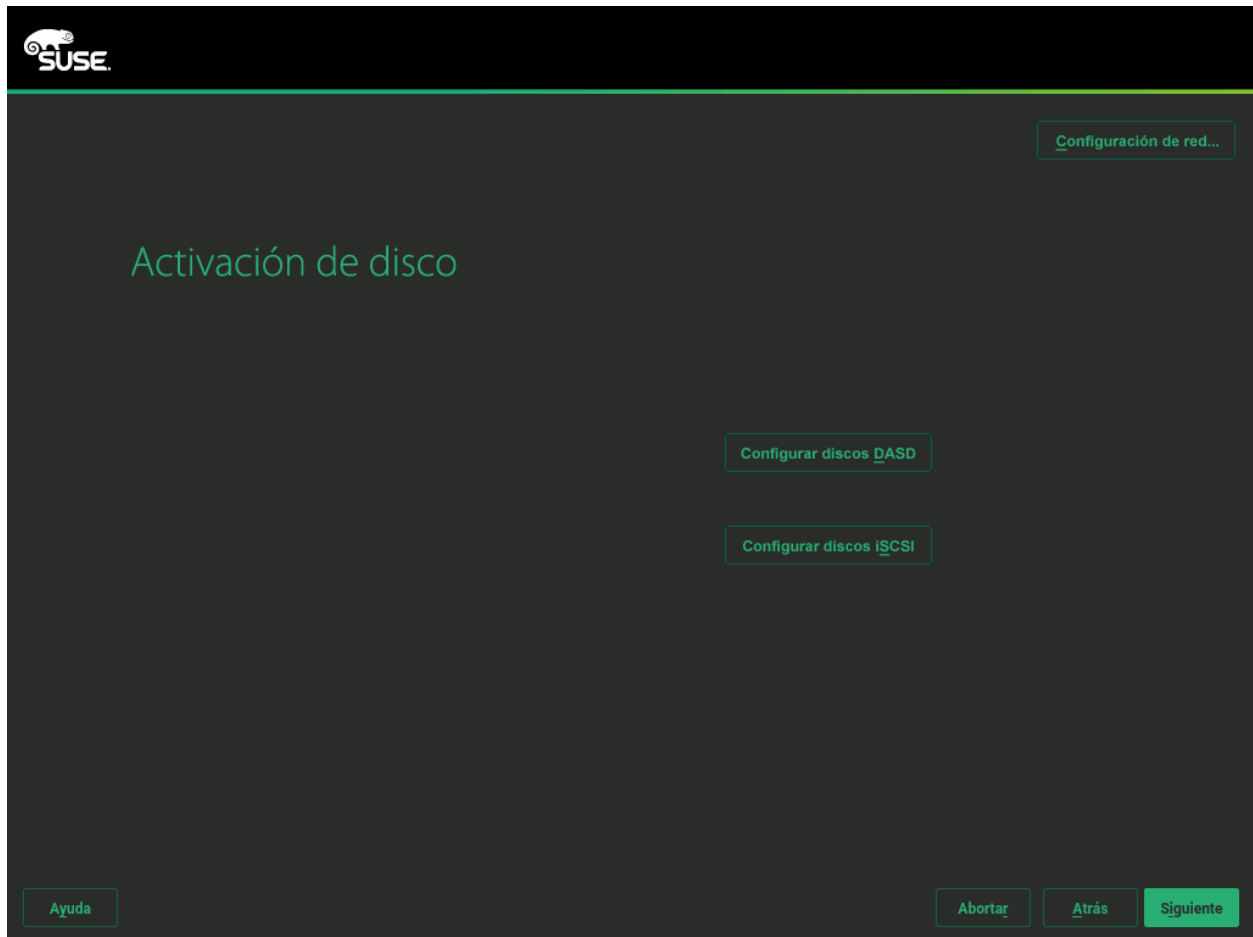 SUSE.
Configuración de red...
Activación de disco
Configurar discos DASD
Configurar discos iSCSI
Ayuda
Abortar
Atrás
Siguiente